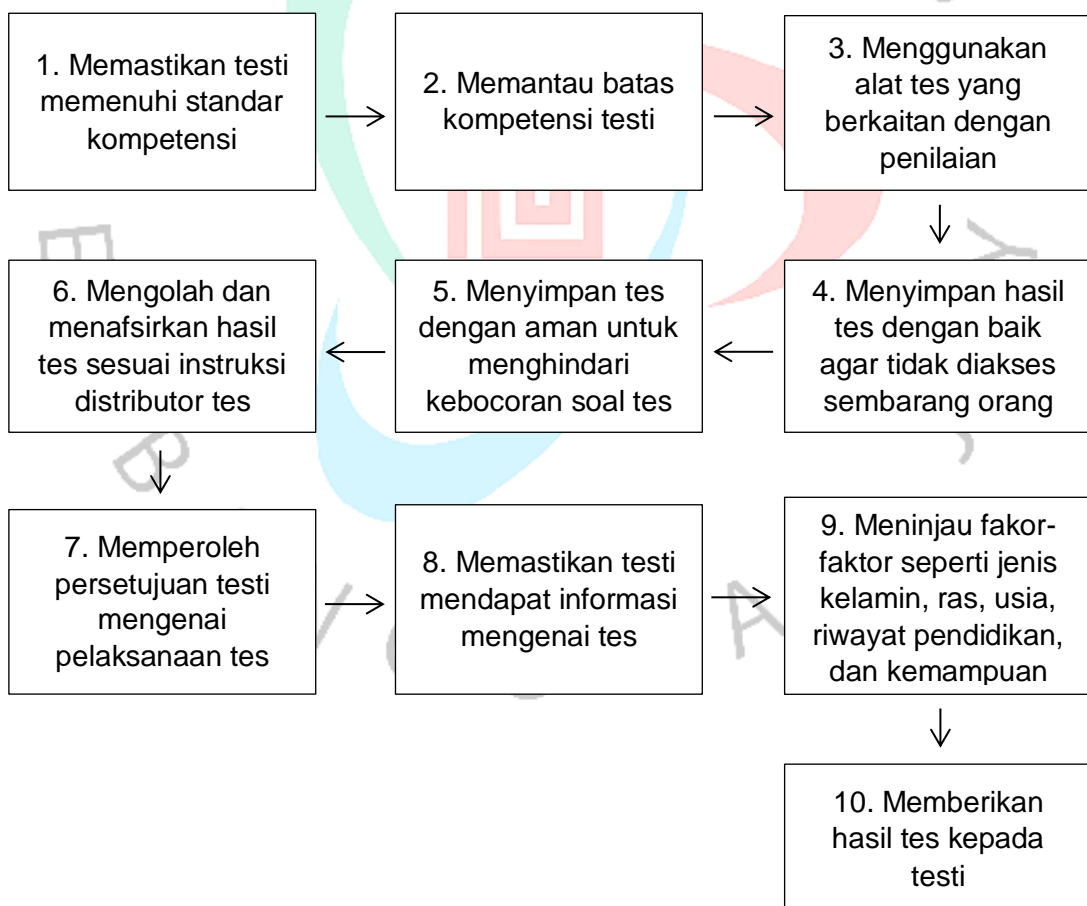 1. Memastikan testi
memenuhi standar
kompetensi
2. Memantau batas
kompetensi testi
3. Menggunakan
alat tes yang
berkaitan dengan
penilaian
4. Menyimpan hasil
tes dengan baik
agar tidak diakses
sembarang orang
5. Menyimpan tes
dengan aman untuk
menghindari
kebocoran soal tes
6. Mengolah dan
menafsirkan hasil
tes sesuai instruksi
distributor tes
7. Memperoleh
persetujuan testi
mengenai
pelaksanaan tes
8. Memastikan testi
mendapat informasi
mengenai tes
9. Meninjau fakor-
faktor seperti jenis
kelamin, ras, usia,
riwayat pendidikan,
dan kemampuan
10. Memberikan
hasil tes kepada
testi